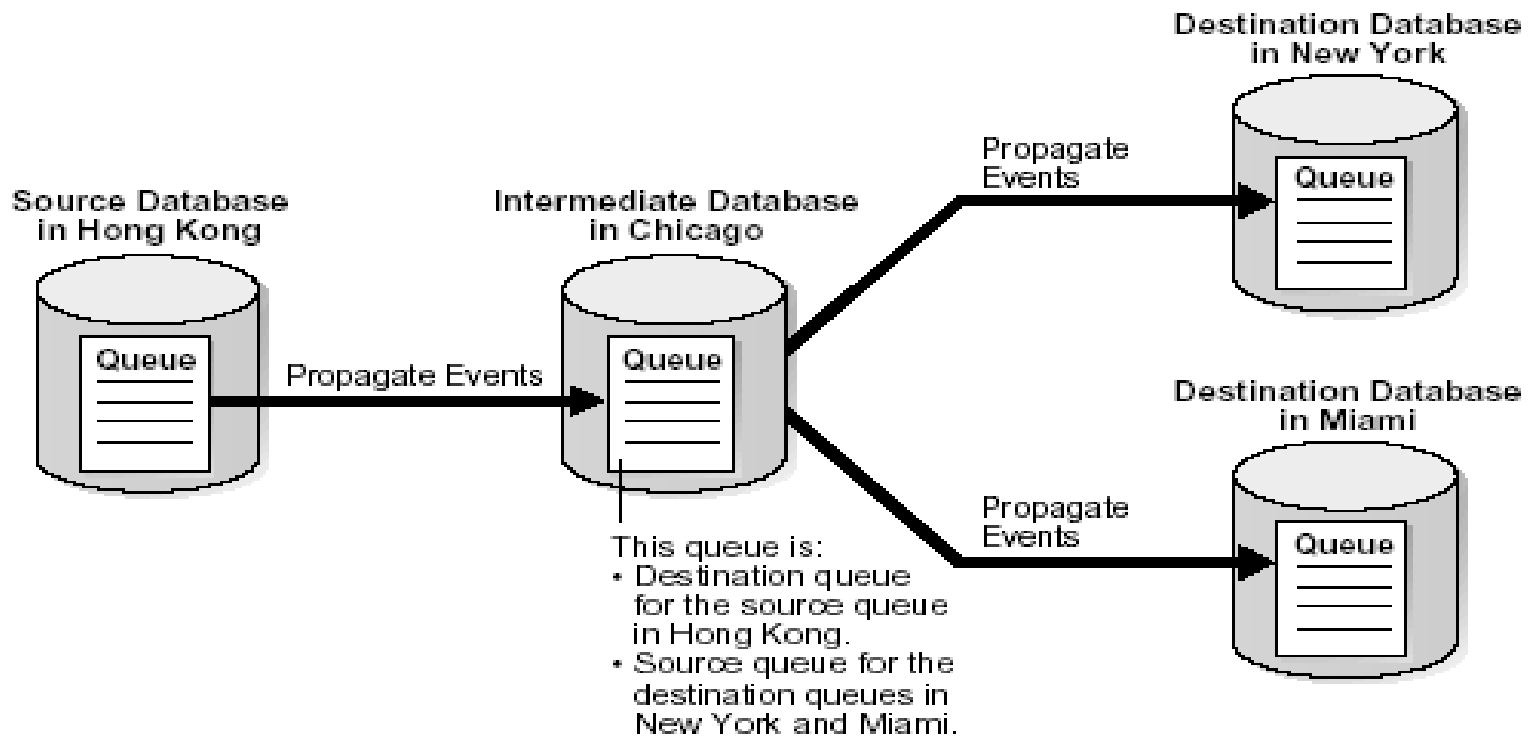 Destination Database
in New York
Propagate
Events
Queue
Source Database
in Hong Kong
Intermediate Database
in Chicago
Queue
Propagate Events
Queue
Destination Database
in Miami
Propagate
Events
Queue
This queue is:
• Destination queue
for the source queue
in Hong Kong.
• Source queue for the
destination queues in
New York and Miami.